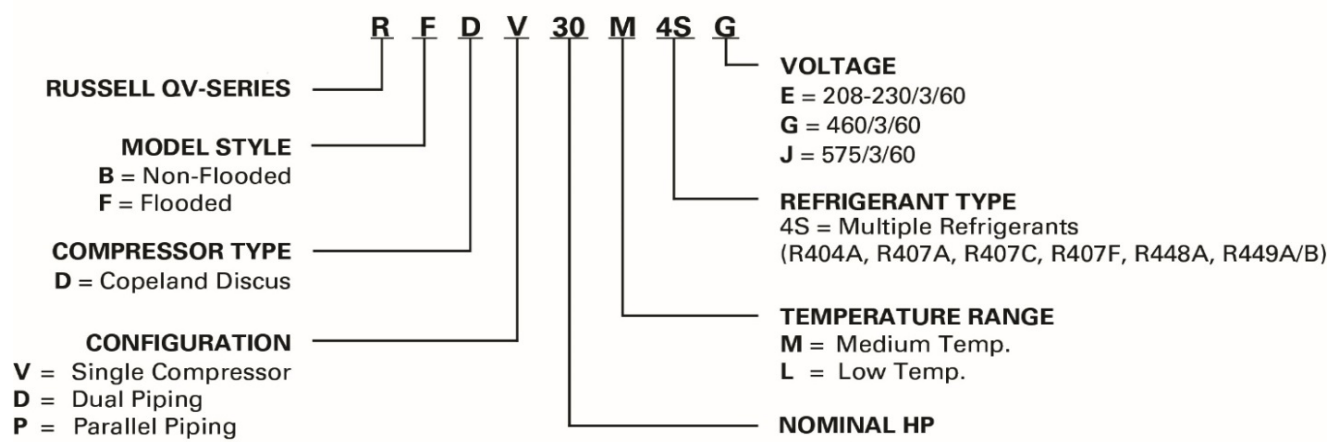 R F D V 30 M 4S G
RUSSELL QV-SERIES
MODEL STYLE
B = Non-Flooded
F = Flooded
COMPRESSOR TYPE
D = Copeland Discus
CONFIGURATION
V = Single Compressor
D = Dual Piping
P = Parallel Piping
VOLTAGE
E = 208-230/3/60
G = 460/3/60
J = 575/3/60
REFRIGERANT TYPE
4S = Multiple Refrigerants
(R404A, R407A, R407C, R407F, R448A, R449A/B)
TEMPERATURE RANGE
M = Medium Temp.
L = Low Temp.
NOMINAL HP